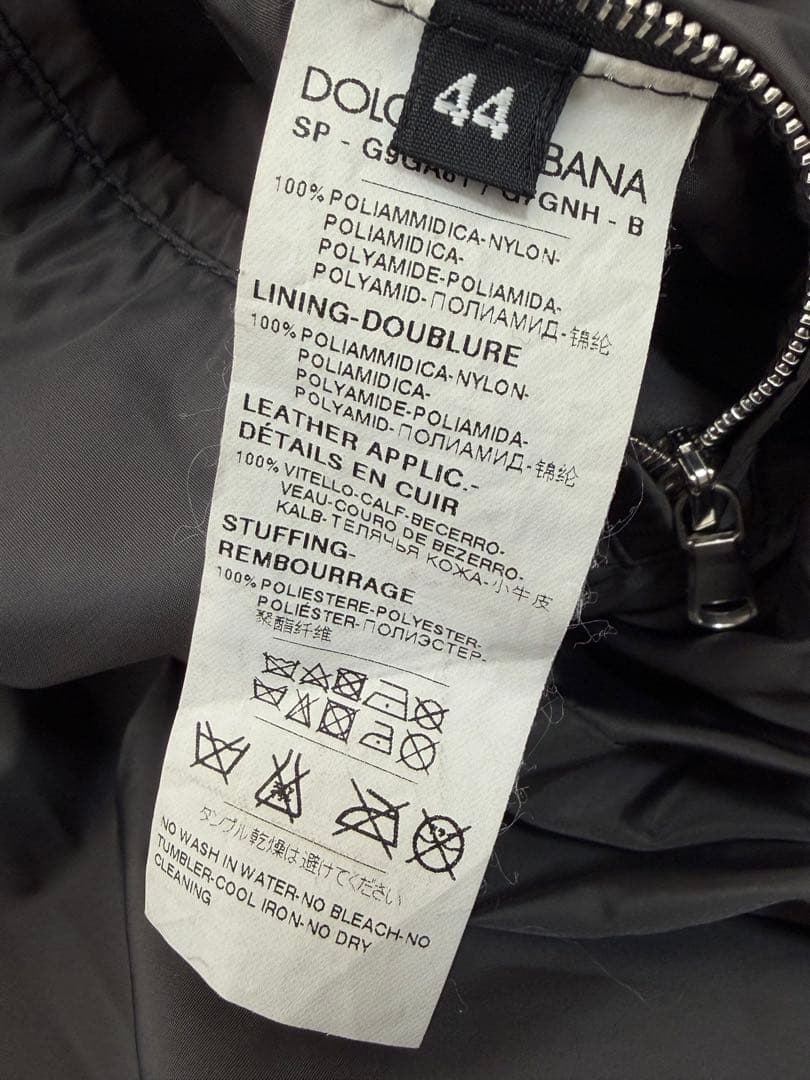 44
BANA
SP - GNH - B
100% POLIAMMIDICA-NYLON-
POLIAMIDICA-
POLYAMIDE-POLIAMIDA-
POLYAMID-ПОЛИАМИД-锦纶
LINING-DOUBLURE
100% POLIAMMIDICA-NYLON-
POLIAMIDICA-
POLYAMIDE-POLIAMIDA-
POLYAMID-ПОЛИАМИД-锦纶
LEATHER APPLIC.-
DÉTAILS EN CUIR
100% VITELLO-CALF-BECERRO-
VEAU-COURO DE BEZERRO-
KALB-ТЕЛЯЧЬЯ КОЖА-小牛皮
STUFFING-
REMBOURRAGE
100% POLIESTERE-POLYESTER-
POLIÉSTER-ПОЛИЭСТЕР-
聚酯纤维
タンブル乾燥は避けてください
NO WASH IN WATER-NO BLEACH-NO
TUMBLER-COOL IRON-NO DRY
CLEANING